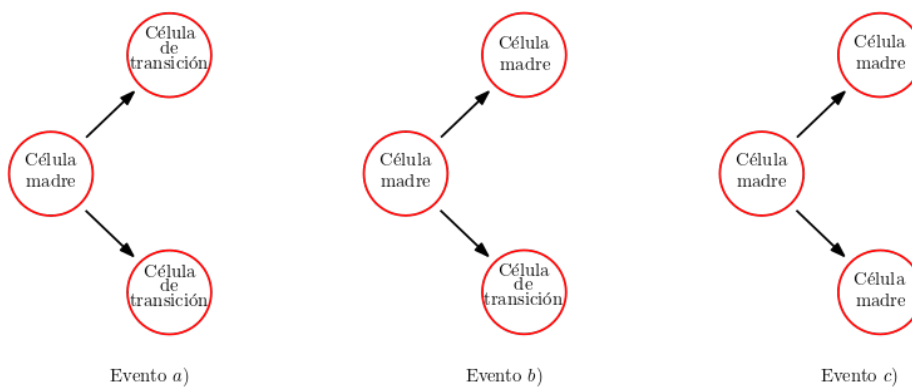 Célula
de
transición
Célula
madre
Célula
de
transición
Evento a)
Célula
madre
Célula
madre
Célula
de
transición
Evento b)
Célula
madre
Célula
madre
Célula
madre
Evento c)